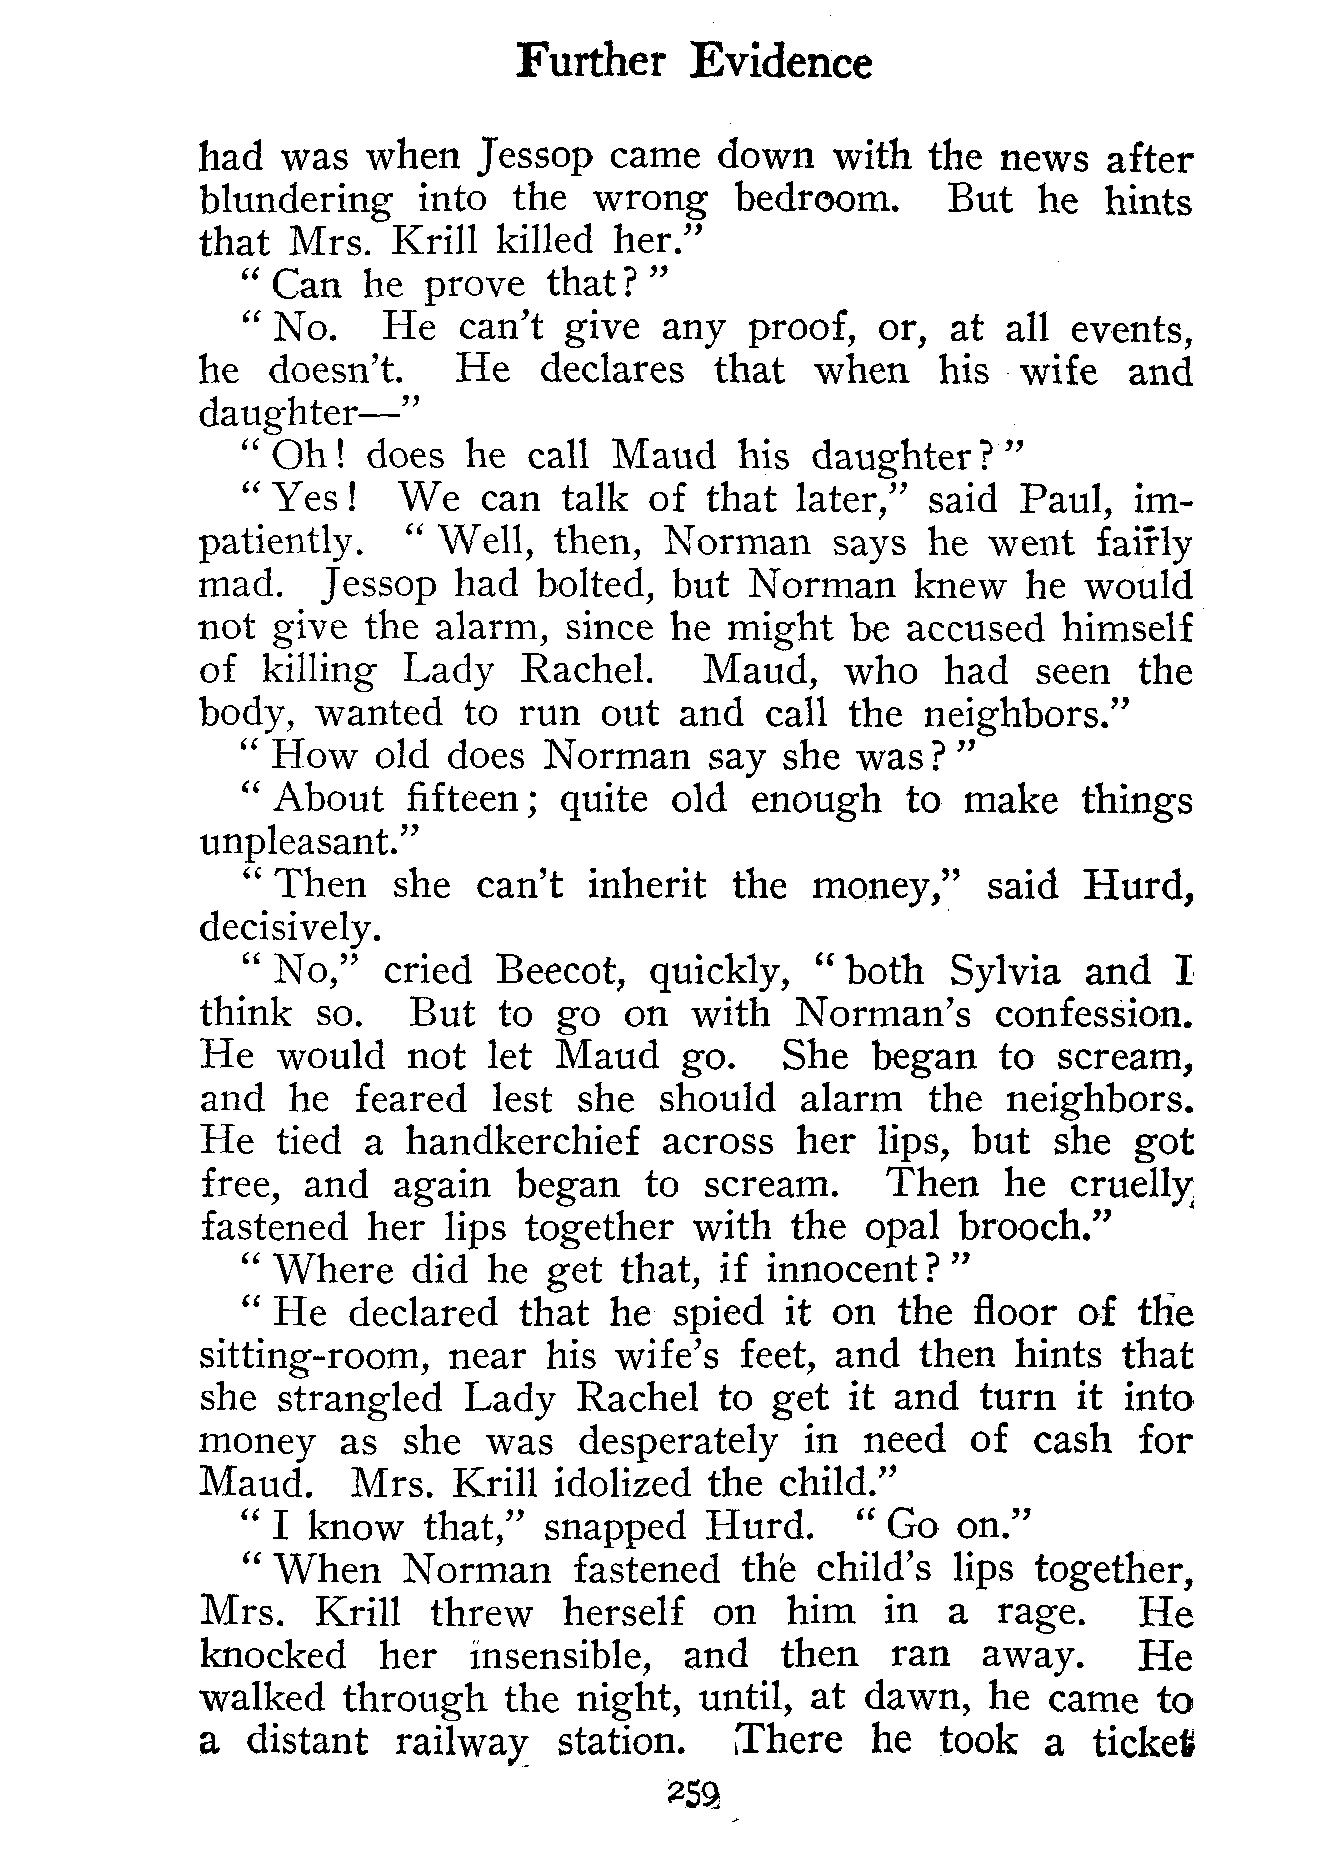 Further Evidence
had was when Jessop came down with the news after
blundering into the wrong bedroom. But he hints
that Mrs. Krill killed her."
"Can he prove that?"
"No. He can't give any proof, or, at all events,
he doesn't. He declares that when his wife and
daughter—"
"Oh! does he call Maud his daughter?"
"Yes! We can talk of that later," said Paul, im-
patiently. "Well, then, Norman says he went fairly
mad. Jessop had bolted, but Norman knew he would
not give the alarm, since he might be accused himself
of killing Lady Rachel. Maud, who had seen the
body, wanted to run out and call the neighbors."
"How old does Norman say she was?"
"About fifteen; quite old enough to make things
unpleasant."
"Then she can't inherit the money," said Hurd,
decisively.
"No," cried Beecot, quickly, "both Sylvia and I
think so. But to go on with Norman's confession.
He would not let Maud go. She began to scream,
and he feared lest she should alarm the neighbors.
He tied a handkerchief across her lips, but she got
free, and again began to scream. Then he cruelly
fastened her lips together with the opal brooch."
"Where did he get that, if innocent?"
"He declared that he spied it on the floor of the
sitting-room, near his wife's feet, and then hints that
she strangled Lady Rachel to get it and turn it into
money as she was desperately in need of cash for
Maud. Mrs. Krill idolized the child."
"I know that," snapped Hurd. "Go on."
"When Norman fastened the child's lips together,
Mrs. Krill threw herself on him in a rage. He
knocked her insensible, and then ran away. He
walked through the night, until, at dawn, he came to
a distant railway station. There he took a ticket
259